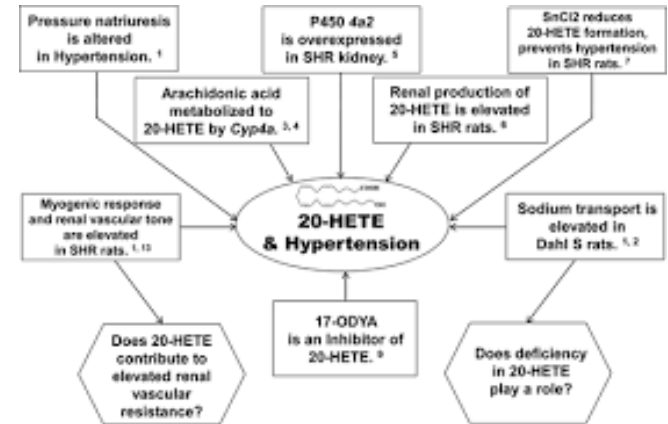 Pressure natriuresis
is altered
in Hypertension. 1
P450 4a2
is overexpressed
in SHR kidney. 5
SnCl2 reduces
20-HETE formation,
prevents hypertension
in SHR rats. 7
Arachidonic acid
metabolized to
20-HETE by Cyp4a. 3, 4
Renal production of
20-HETE is elevated
in SHR rats. 6
Myogenic response
and renal vascular tone
are elevated
in SHR rats. 1, 13
20-HETE
& Hypertension
Sodium transport is
elevated in
Dahl S rats. 1, 2
17-ODYA
is an Inhibitor of
20-HETE. 9
Does 20-HETE
contribute to
elevated renal
vascular
resistance?
Does deficiency
in 20-HETE
play a role?